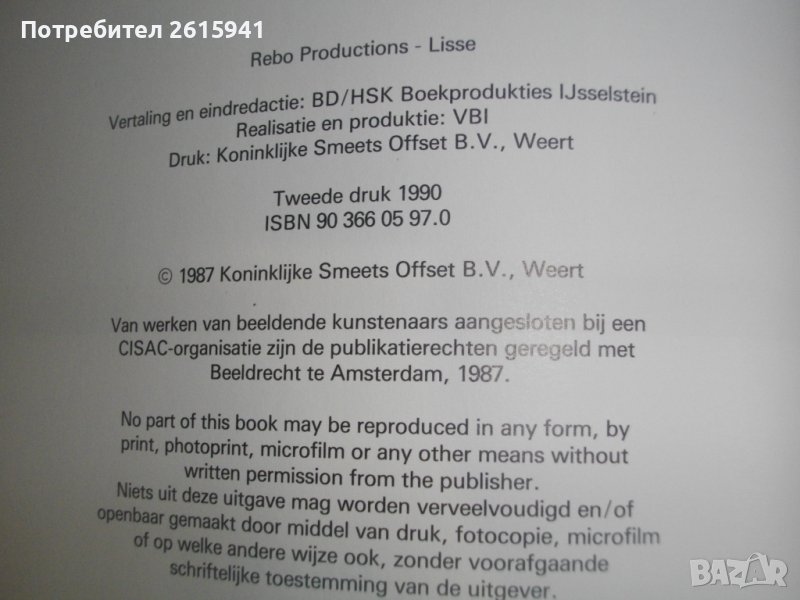 Потребител 2615941
Rebo Productions - Lisse
Vertaling en eindredactie: BD/HSK Boekprodukties IJsselstein
Realisatie en produktie: VBI
Druk: Koninklijke Smeets Offset B.V., Weert
Tweede druk 1990
ISBN 90 366 05 97.0
© 1987 Koninklijke Smeets Offset B.V., Weert
Van werken van beeldende kunstenaars aangesloten bij een
CISAC-organisatie zijn de publikatierechten geregeld met
Beeldrecht te Amsterdam, 1987.
No part of this book may be reproduced in any form, by
print, photoprint, microfilm or any other means without
written permission from the publisher.
Niets uit deze uitgave mag worden verveelvoudigd en/of
openbaar gemaakt door middel van druk, fotocopie, microfilm
of op welke andere wijze ook, zonder voorafgaande
schriftelijke toestemming van de uitgever.
BAZAR